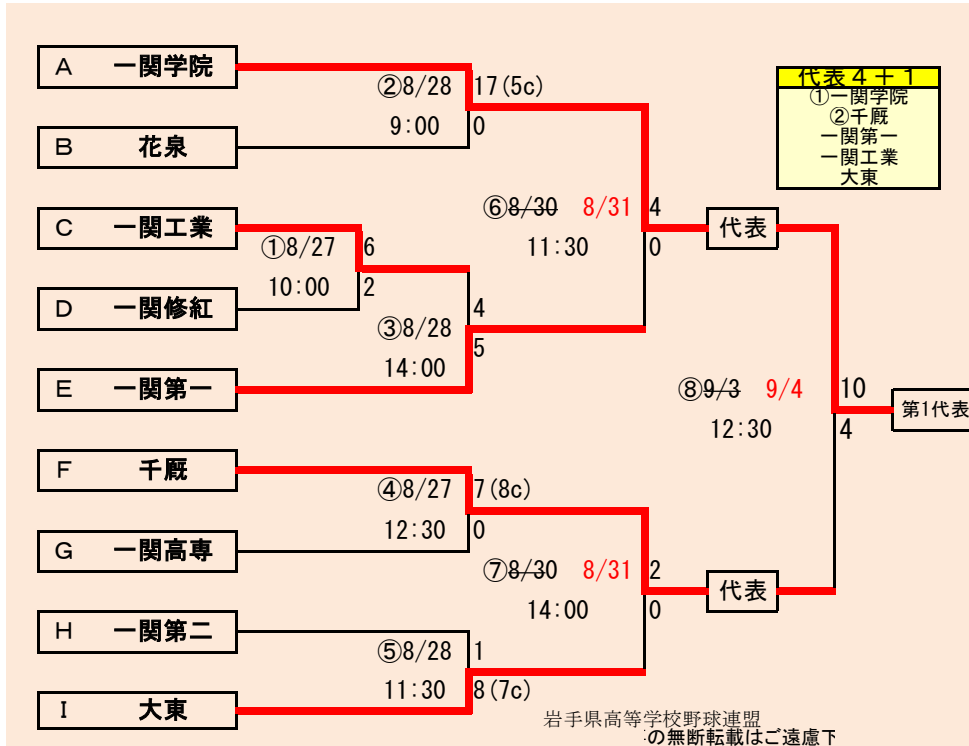 A 一関学院
②8/28 17(5c)
9:00 0
B 花泉
代表4+1
①一関学院
②千厩
一関第一
一関工業
大東
C 一関工業
①8/27 6
10:00 2
D 一関修紅
③8/28 4
14:00 5
E 一関第一
⑥8/30 8/31 4
11:30 0
代表
⑧9/3 9/4 10
12:30 4
第1代表
F 千厩
④8/27 7(8c)
12:30 0
G 一関高専
⑦8/30 8/31 2
14:00 0
代表
H 一関第二
⑤8/28 1
11:30 8(7c)
I 大東
岩手県高等学校野球連盟
の無断転載はご遠慮下